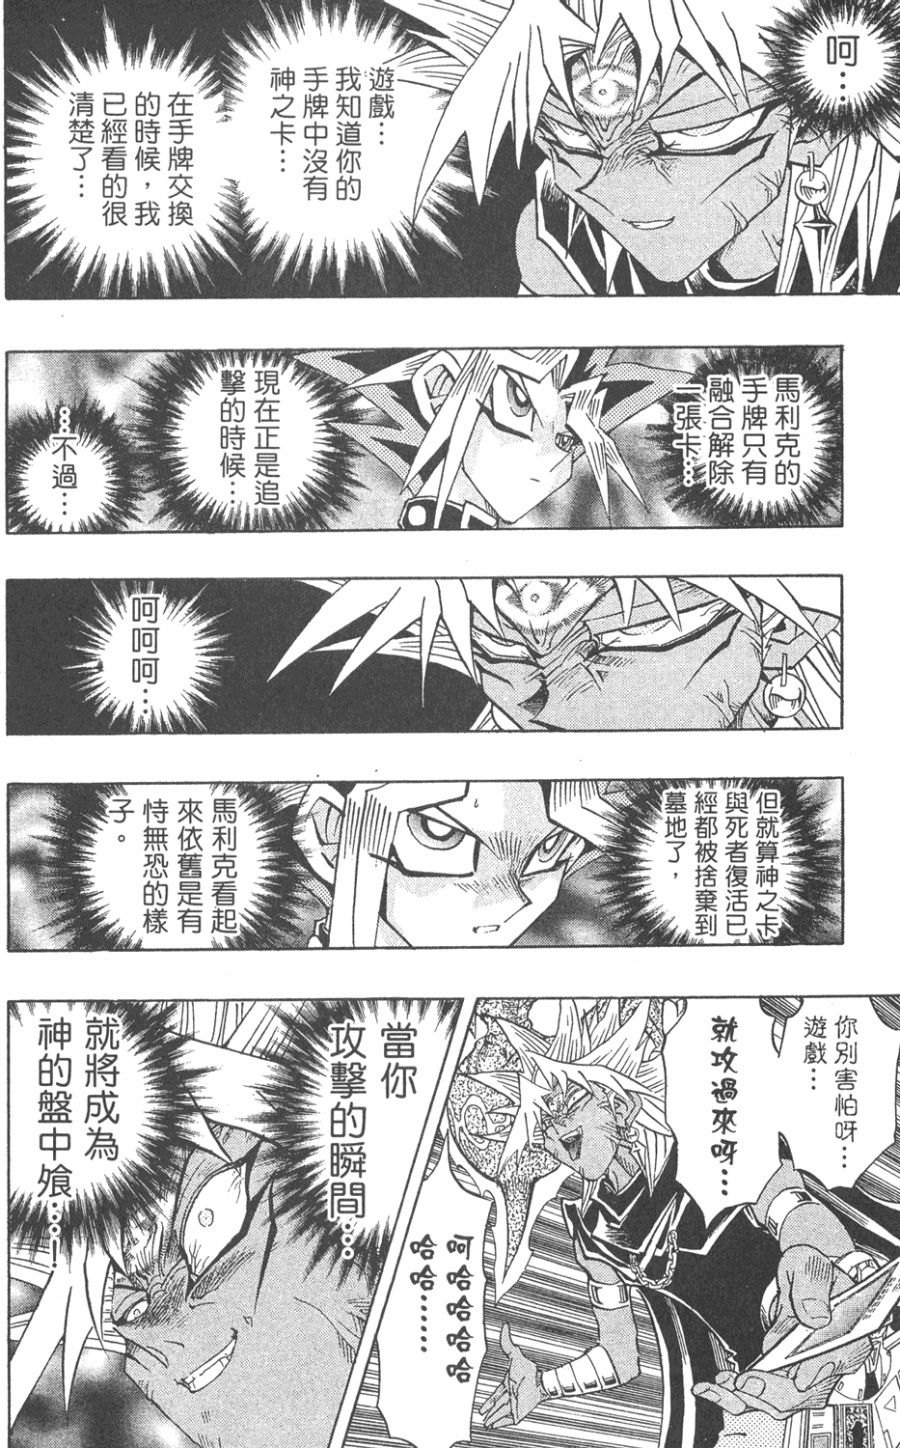 呵…
遊戲…
我知道你的
手牌中沒有
神之卡…
在手牌交換
的時候，我
已經看的很
清楚了…
馬利克的
手牌只有
融合解除
一張卡…
現在正是追
擊的時候…
…不過…
呵呵呵…
但就算神之卡
與死者復活已
經都被捨棄到
墓地了，
馬利克看起
來依舊是有
恃無恐的樣
子。
你別害怕呀…
遊戲…
就攻過來呀…
呵哈哈哈哈
哈哈……
當你
攻擊的瞬間…
就將成為
神的盤中飧…！